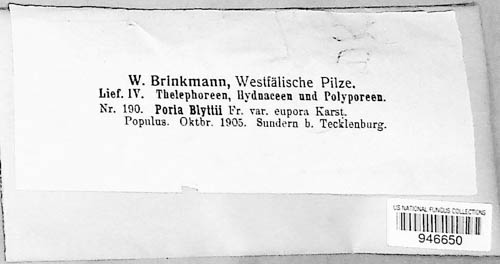 W. Brinkmann, Westfälische Pilze.
Lief. IV. Thelephoreen, Hydnaceen und Polyporeen.
Nr. 190. Poria Blyttii Fr. var. eupora Karst.
Populus. Oktbr. 1905. Sundern b. Tecklenburg.
US NATIONAL FUNGUS COLLECTIONS
946650